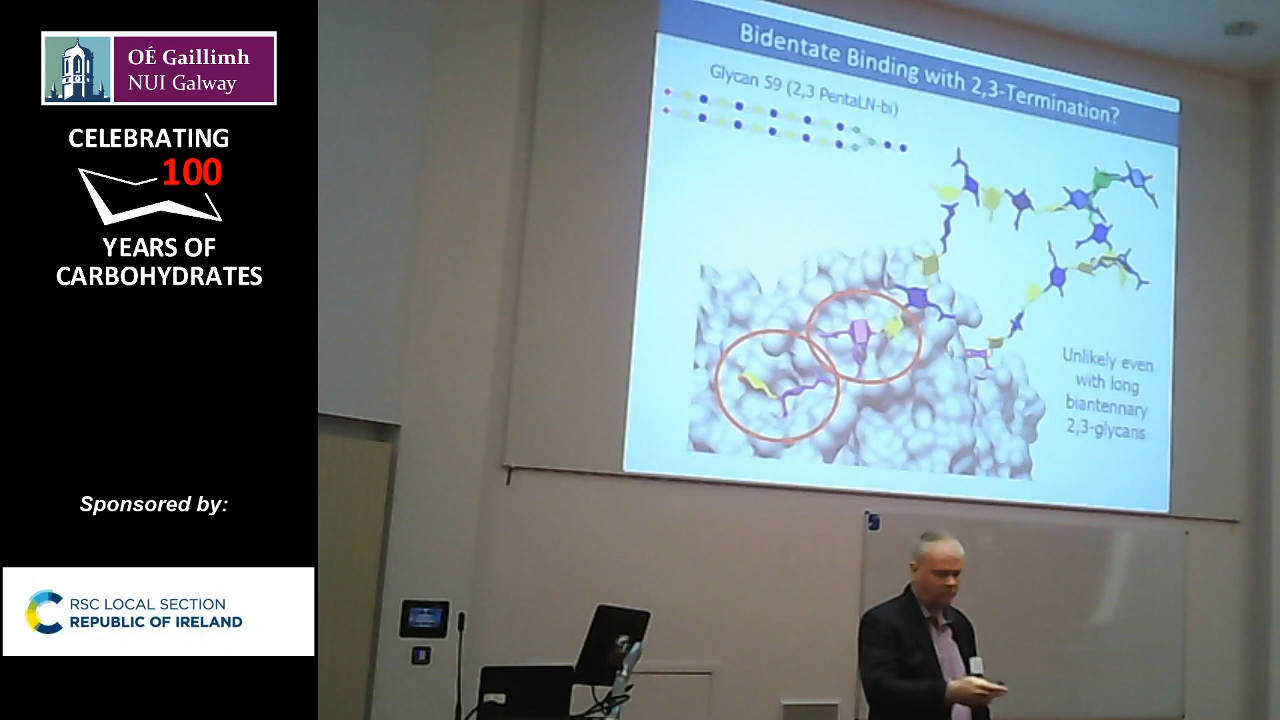 OÉ Gaillimh
NUI Galway
CELEBRATING
100
YEARS OF
CARBOHYDRATES
Sponsored by:
RSC LOCAL SECTION
REPUBLIC OF IRELAND
Bidentate Binding with 2,3-Termination?
Glycan 59 (2,3 PentaLN-bi)
Unlikely even
with long
biantennary
2,3-glycans